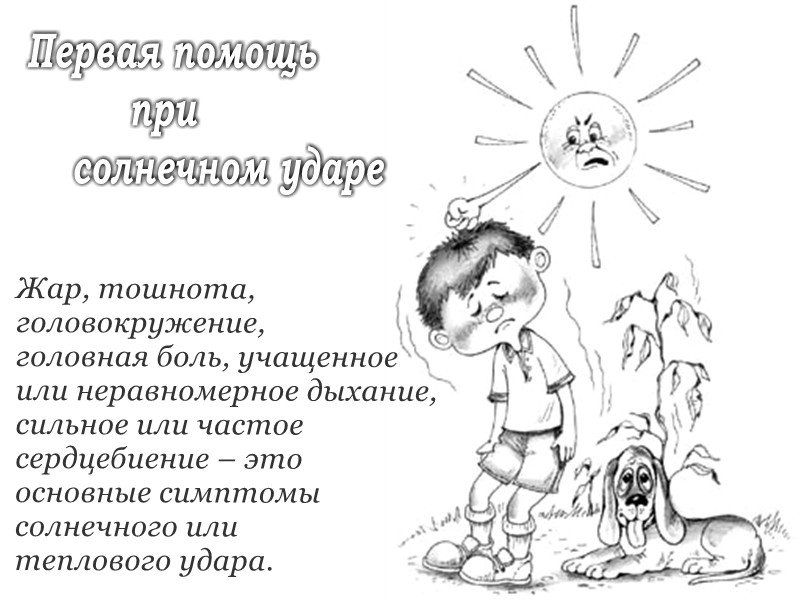 Первая помощь
при
солнечном ударе
Жар, тошнота,
головокружение,
головная боль, учащенное
или неравномерное дыхание,
сильное или частое
сердцебиение – это
основные симптомы
солнечного или
теплового удара.